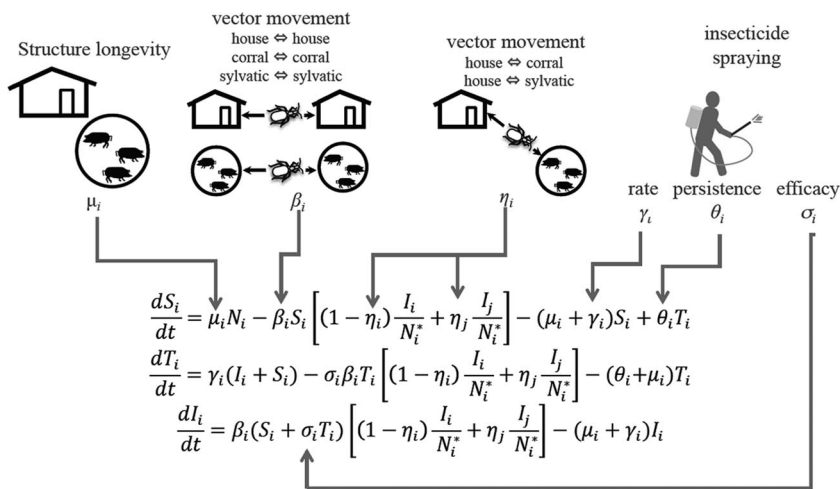 Structure longevity
vector movement
house ⇔ house
corral ⇔ corral
sylvatic ⇔ sylvatic
vector movement
house ⇔ corral
house ⇔ sylvatic
insecticide
spraying
rate persistence efficacy
μᵢ βᵢ ηᵢ γι θᵢ σᵢ
dSᵢ/dt = μᵢNᵢ − βᵢSᵢ [(1 − ηᵢ) Iᵢ/Nᵢ* + ηⱼ Iⱼ/Nᵢ*] − (μᵢ + γᵢ)Sᵢ + θᵢTᵢ
dTᵢ/dt = γᵢ(Iᵢ + Sᵢ) − σᵢβᵢTᵢ [(1 − ηᵢ) Iᵢ/Nᵢ* + ηⱼ Iⱼ/Nᵢ*] − (θᵢ+μᵢ)Tᵢ
dIᵢ/dt = βᵢ(Sᵢ + σᵢTᵢ) [(1 − ηᵢ) Iᵢ/Nᵢ* + ηⱼ Iⱼ/Nᵢ*] − (μᵢ + γᵢ)Iᵢ